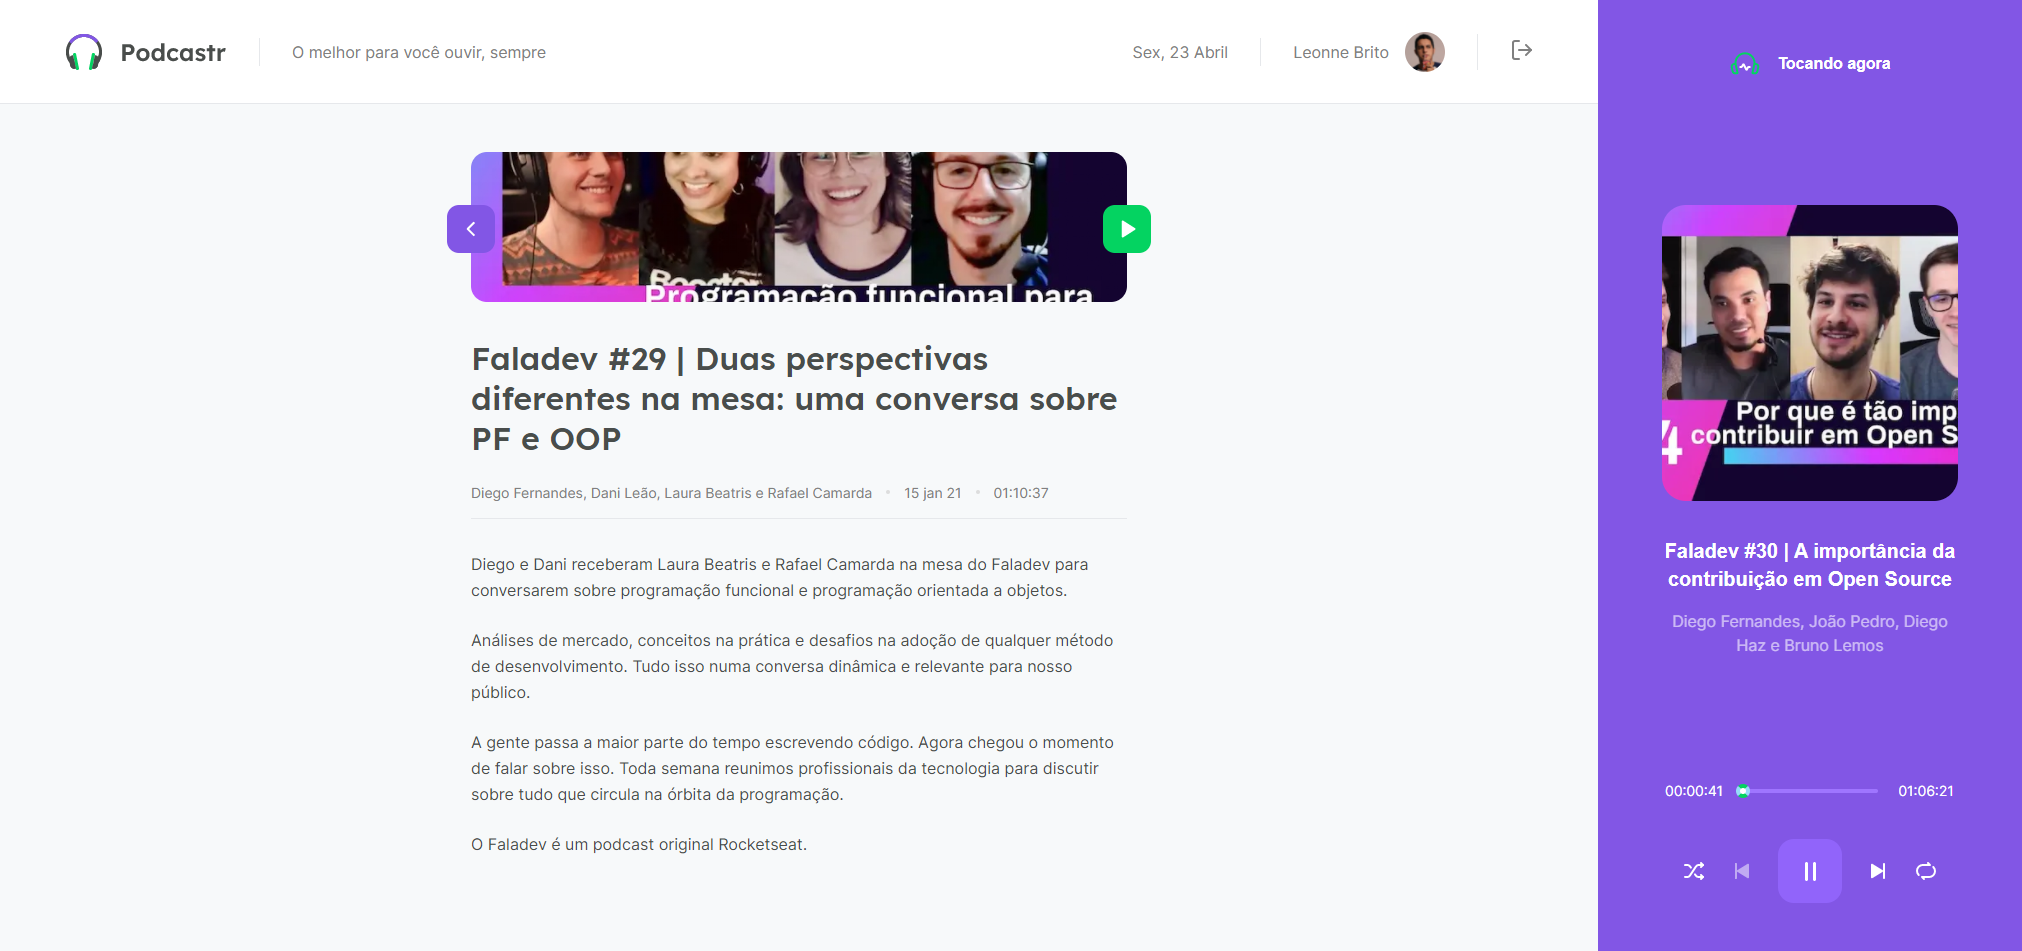 Podcastr
O melhor para você ouvir, sempre
Sex, 23 Abril
Leonne Brito
Programação funcional para
Faladev #29 | Duas perspectivas
diferentes na mesa: uma conversa sobre
PF e OOP
Diego Fernandes, Dani Leão, Laura Beatris e Rafael Camarda • 15 jan 21 • 01:10:37
Diego e Dani receberam Laura Beatris e Rafael Camarda na mesa do Faladev para
conversarem sobre programação funcional e programação orientada a objetos.
Análises de mercado, conceitos na prática e desafios na adoção de qualquer método
de desenvolvimento. Tudo isso numa conversa dinâmica e relevante para nosso
público.
A gente passa a maior parte do tempo escrevendo código. Agora chegou o momento
de falar sobre isso. Toda semana reunimos profissionais da tecnologia para discutir
sobre tudo que circula na órbita da programação.
O Faladev é um podcast original Rocketseat.
Tocando agora
Por que é tão imp
4 contribuir em Open S
Faladev #30 | A importância da
contribuição em Open Source
Diego Fernandes, João Pedro, Diego
Haz e Bruno Lemos
00:00:41
01:06:21